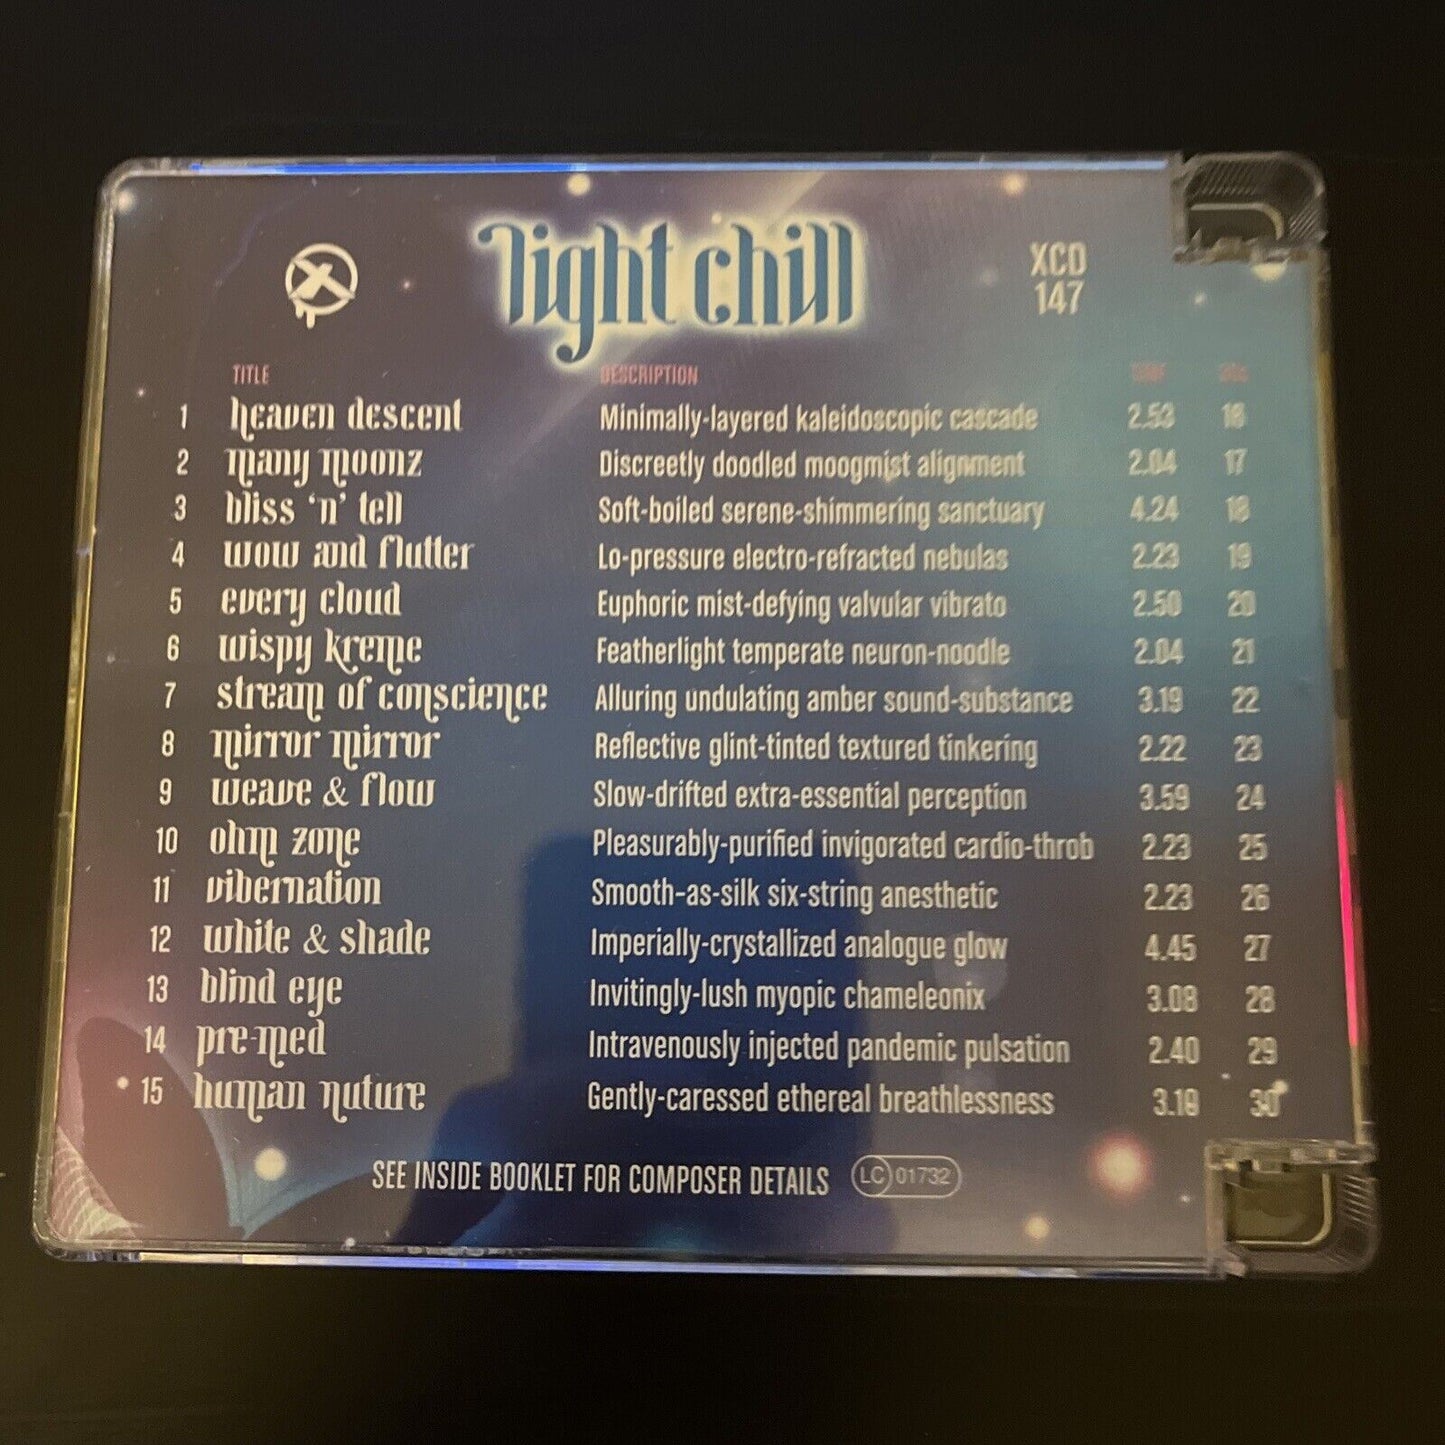 light chill
XCD
147
TITLE DESCRIPTION
1 heaven descent Minimally-layered kaleidoscopic cascade 2.53 16
2 many moonz Discreetly doodled moogmist alignment 2.04 17
3 bliss ‘n’ tell Soft-boiled serene-shimmering sanctuary 4.24 18
4 wow and flutter Lo-pressure electro-refracted nebulas 2.23 19
5 every cloud Euphoric mist-defying valvular vibrato 2.50 20
6 wispy kreme Featherlight temperate neuron-noodle 2.04 21
7 stream of conscience Alluring undulating amber sound-substance 3.19 22
8 mirror mirror Reflective glint-tinted textured tinkering 2.22 23
9 weave & flow Slow-drifted extra-essential perception 3.59 24
10 ohm zone Pleasurably-purified invigorated cardio-throb 2.23 25
11 vibernation Smooth-as-silk six-string anesthetic 2.23 26
12 white & shade Imperially-crystallized analogue glow 4.45 27
13 blind eye Invitingly-lush myopic chameleonix 3.08 28
14 pre-med Intravenously injected pandemic pulsation 2.40 29
15 human nuture Gently-caressed ethereal breathlessness 30
SEE INSIDE BOOKLET FOR COMPOSER DETAILS LC 01732